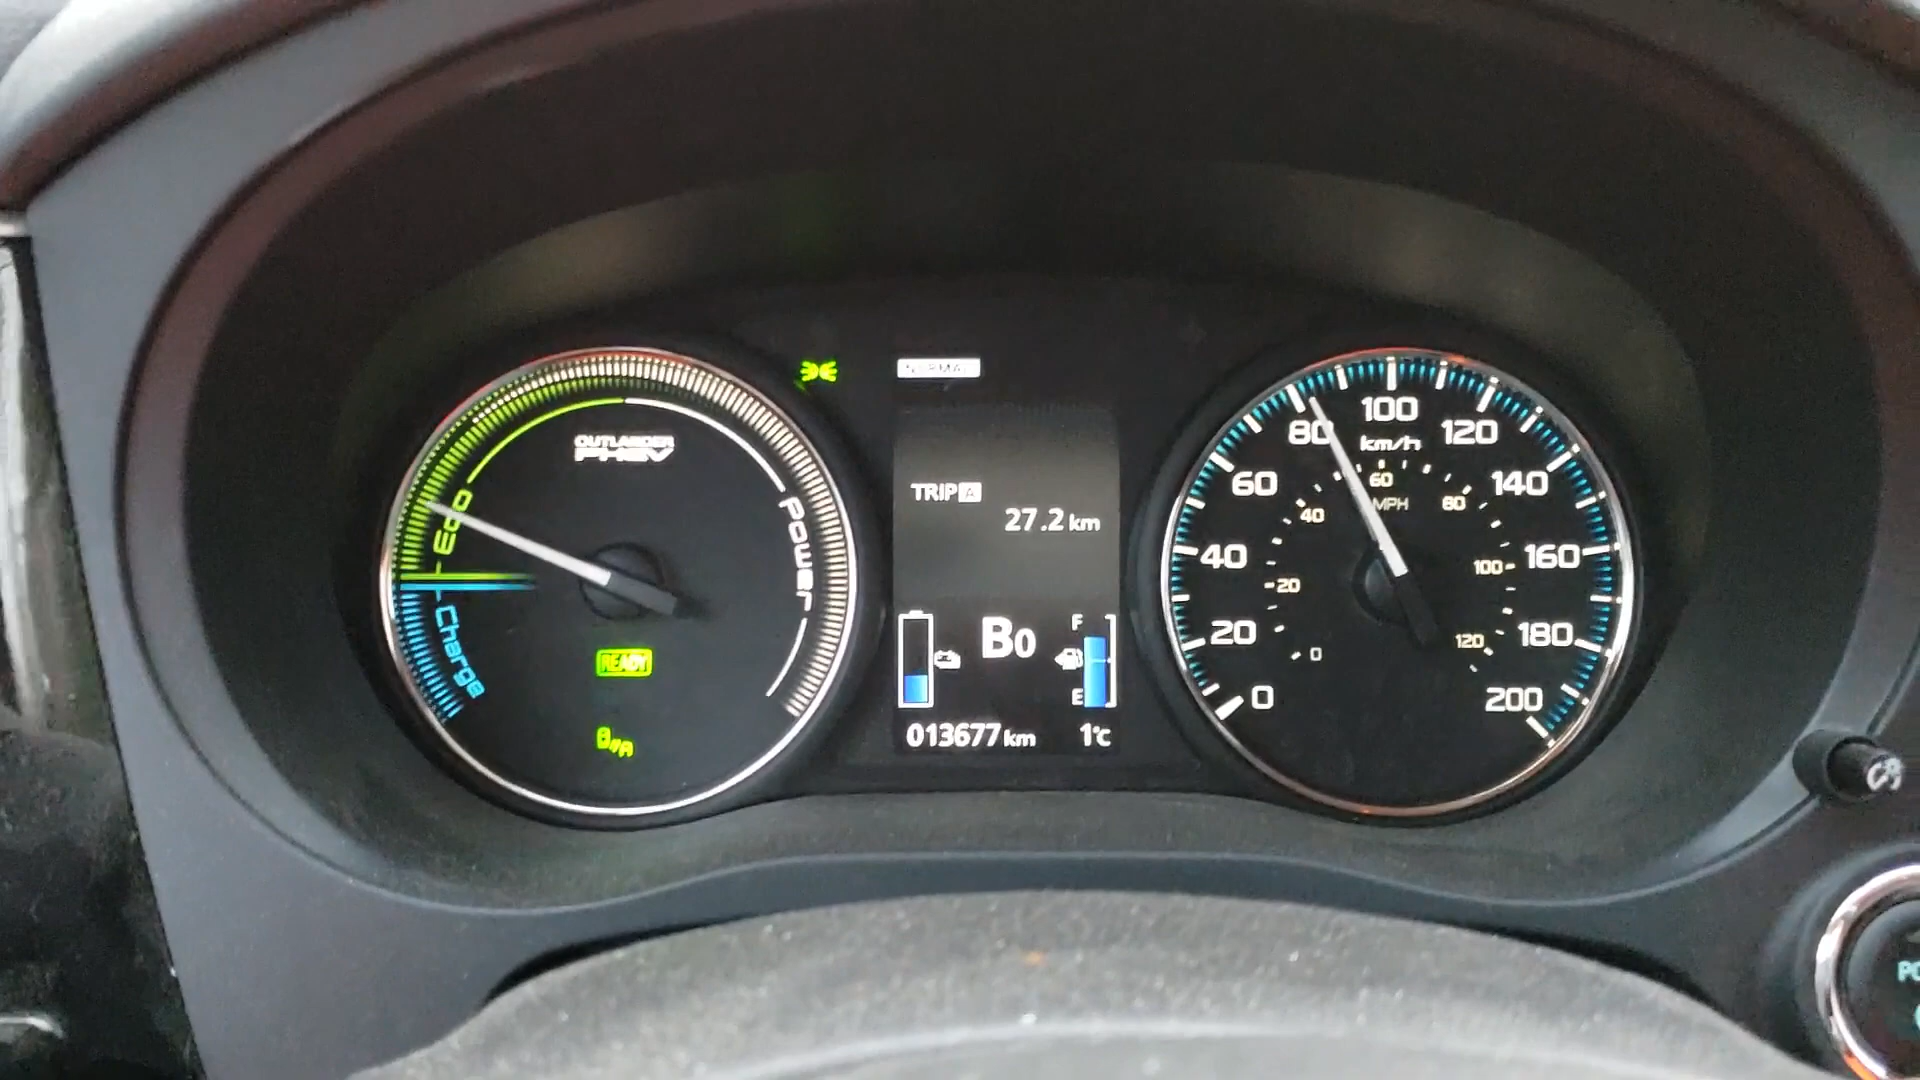 OUTLANDER
PHEV
Eco
Charge
Power
READY
NORMAL
TRIP A
27.2 km
B0
F
E
013677 km
1°C
0
20
40
60
80
100
120
140
160
180
200
km/h
MPH
0
20
40
60
80
100
120